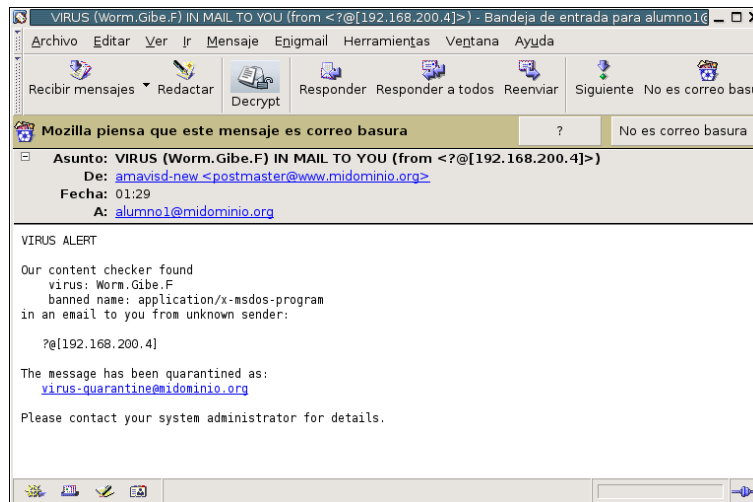 VIRUS (Worm.Gibe.F) IN MAIL TO YOU (from <?@[192.168.200.4]>) - Bandeja de entrada para alumno1@
Archivo Editar Ver Ir Mensaje Enigmail Herramientas Ventana Ayuda
Recibir mensajes Redactar Decrypt Responder Responder a todos Reenviar Siguiente No es correo bas
Mozilla piensa que este mensaje es correo basura ? No es correo basura
Asunto: VIRUS (Worm.Gibe.F) IN MAIL TO YOU (from <?@[192.168.200.4]>)
De: amavisd-new <postmaster@www.midominio.org>
Fecha: 01:29
A: alumno1@midominio.org
VIRUS ALERT
Our content checker found
virus: Worm.Gibe.F
banned name: application/x-msdos-program
in an email to you from unknown sender:
?@[192.168.200.4]
The message has been quarantined as:
virus-quarantine@midominio.org
Please contact your system administrator for details.